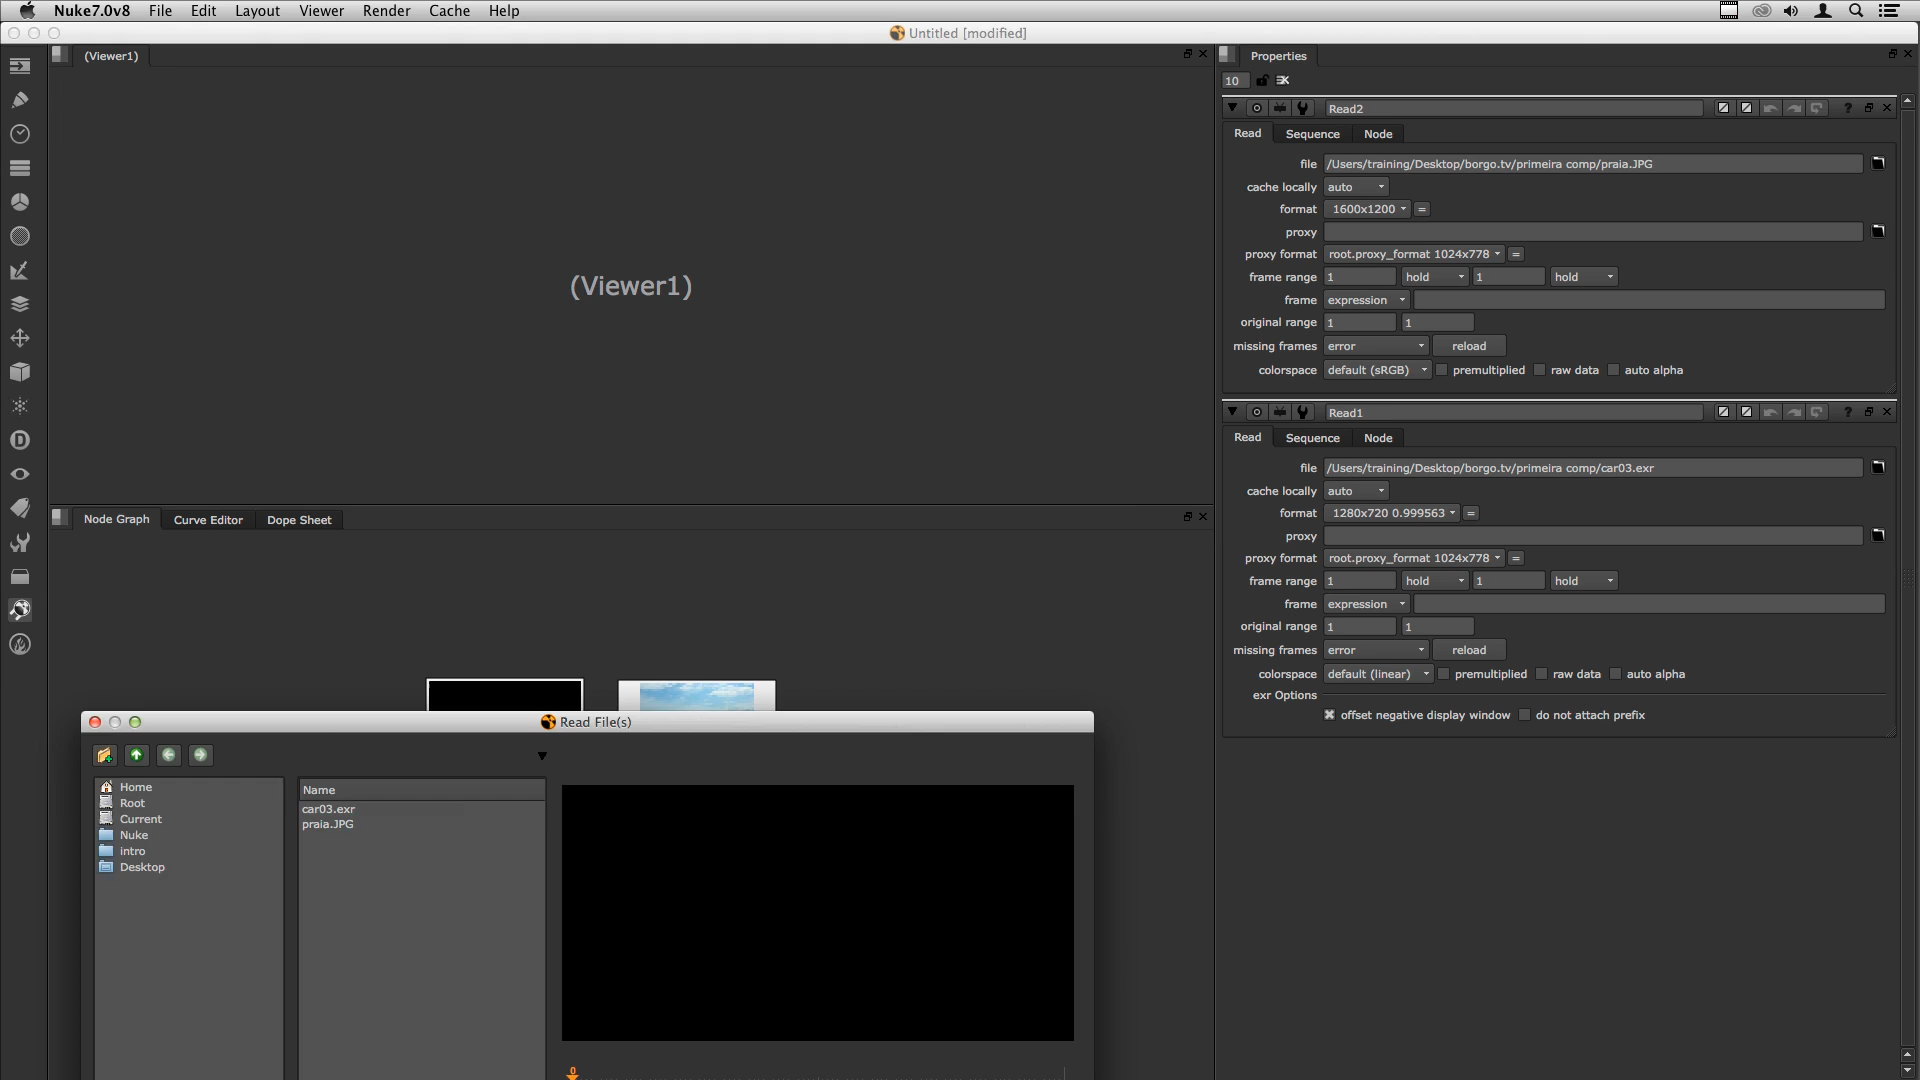 Nuke7.0v8 File Edit Layout Viewer Render Cache Help
Untitled [modified]
(Viewer1)
Properties
10
Read2
Read Sequence Node
file /Users/training/Desktop/borgo.tv/primeira comp/praia.JPG
cache locally auto
format 1600x1200 =
proxy
proxy format root.proxy_format 1024x778 =
frame range 1 hold 1 hold
frame expression
original range 1 1
missing frames error reload
colorspace default (sRGB) premultiplied raw data auto alpha
(Viewer1)
Read1
Read Sequence Node
file /Users/training/Desktop/borgo.tv/primeira comp/car03.exr
cache locally auto
format 1280x720 0.999563 =
proxy
proxy format root.proxy_format 1024x778 =
frame range 1 hold 1 hold
frame expression
original range 1 1
missing frames error reload
colorspace default (linear) premultiplied raw data auto alpha
exr Options
offset negative display window do not attach prefix
Node Graph Curve Editor Dope Sheet
Read File(s)
Home
Root
Current
Nuke
intro
Desktop
Name
car03.exr
praia.JPG
0